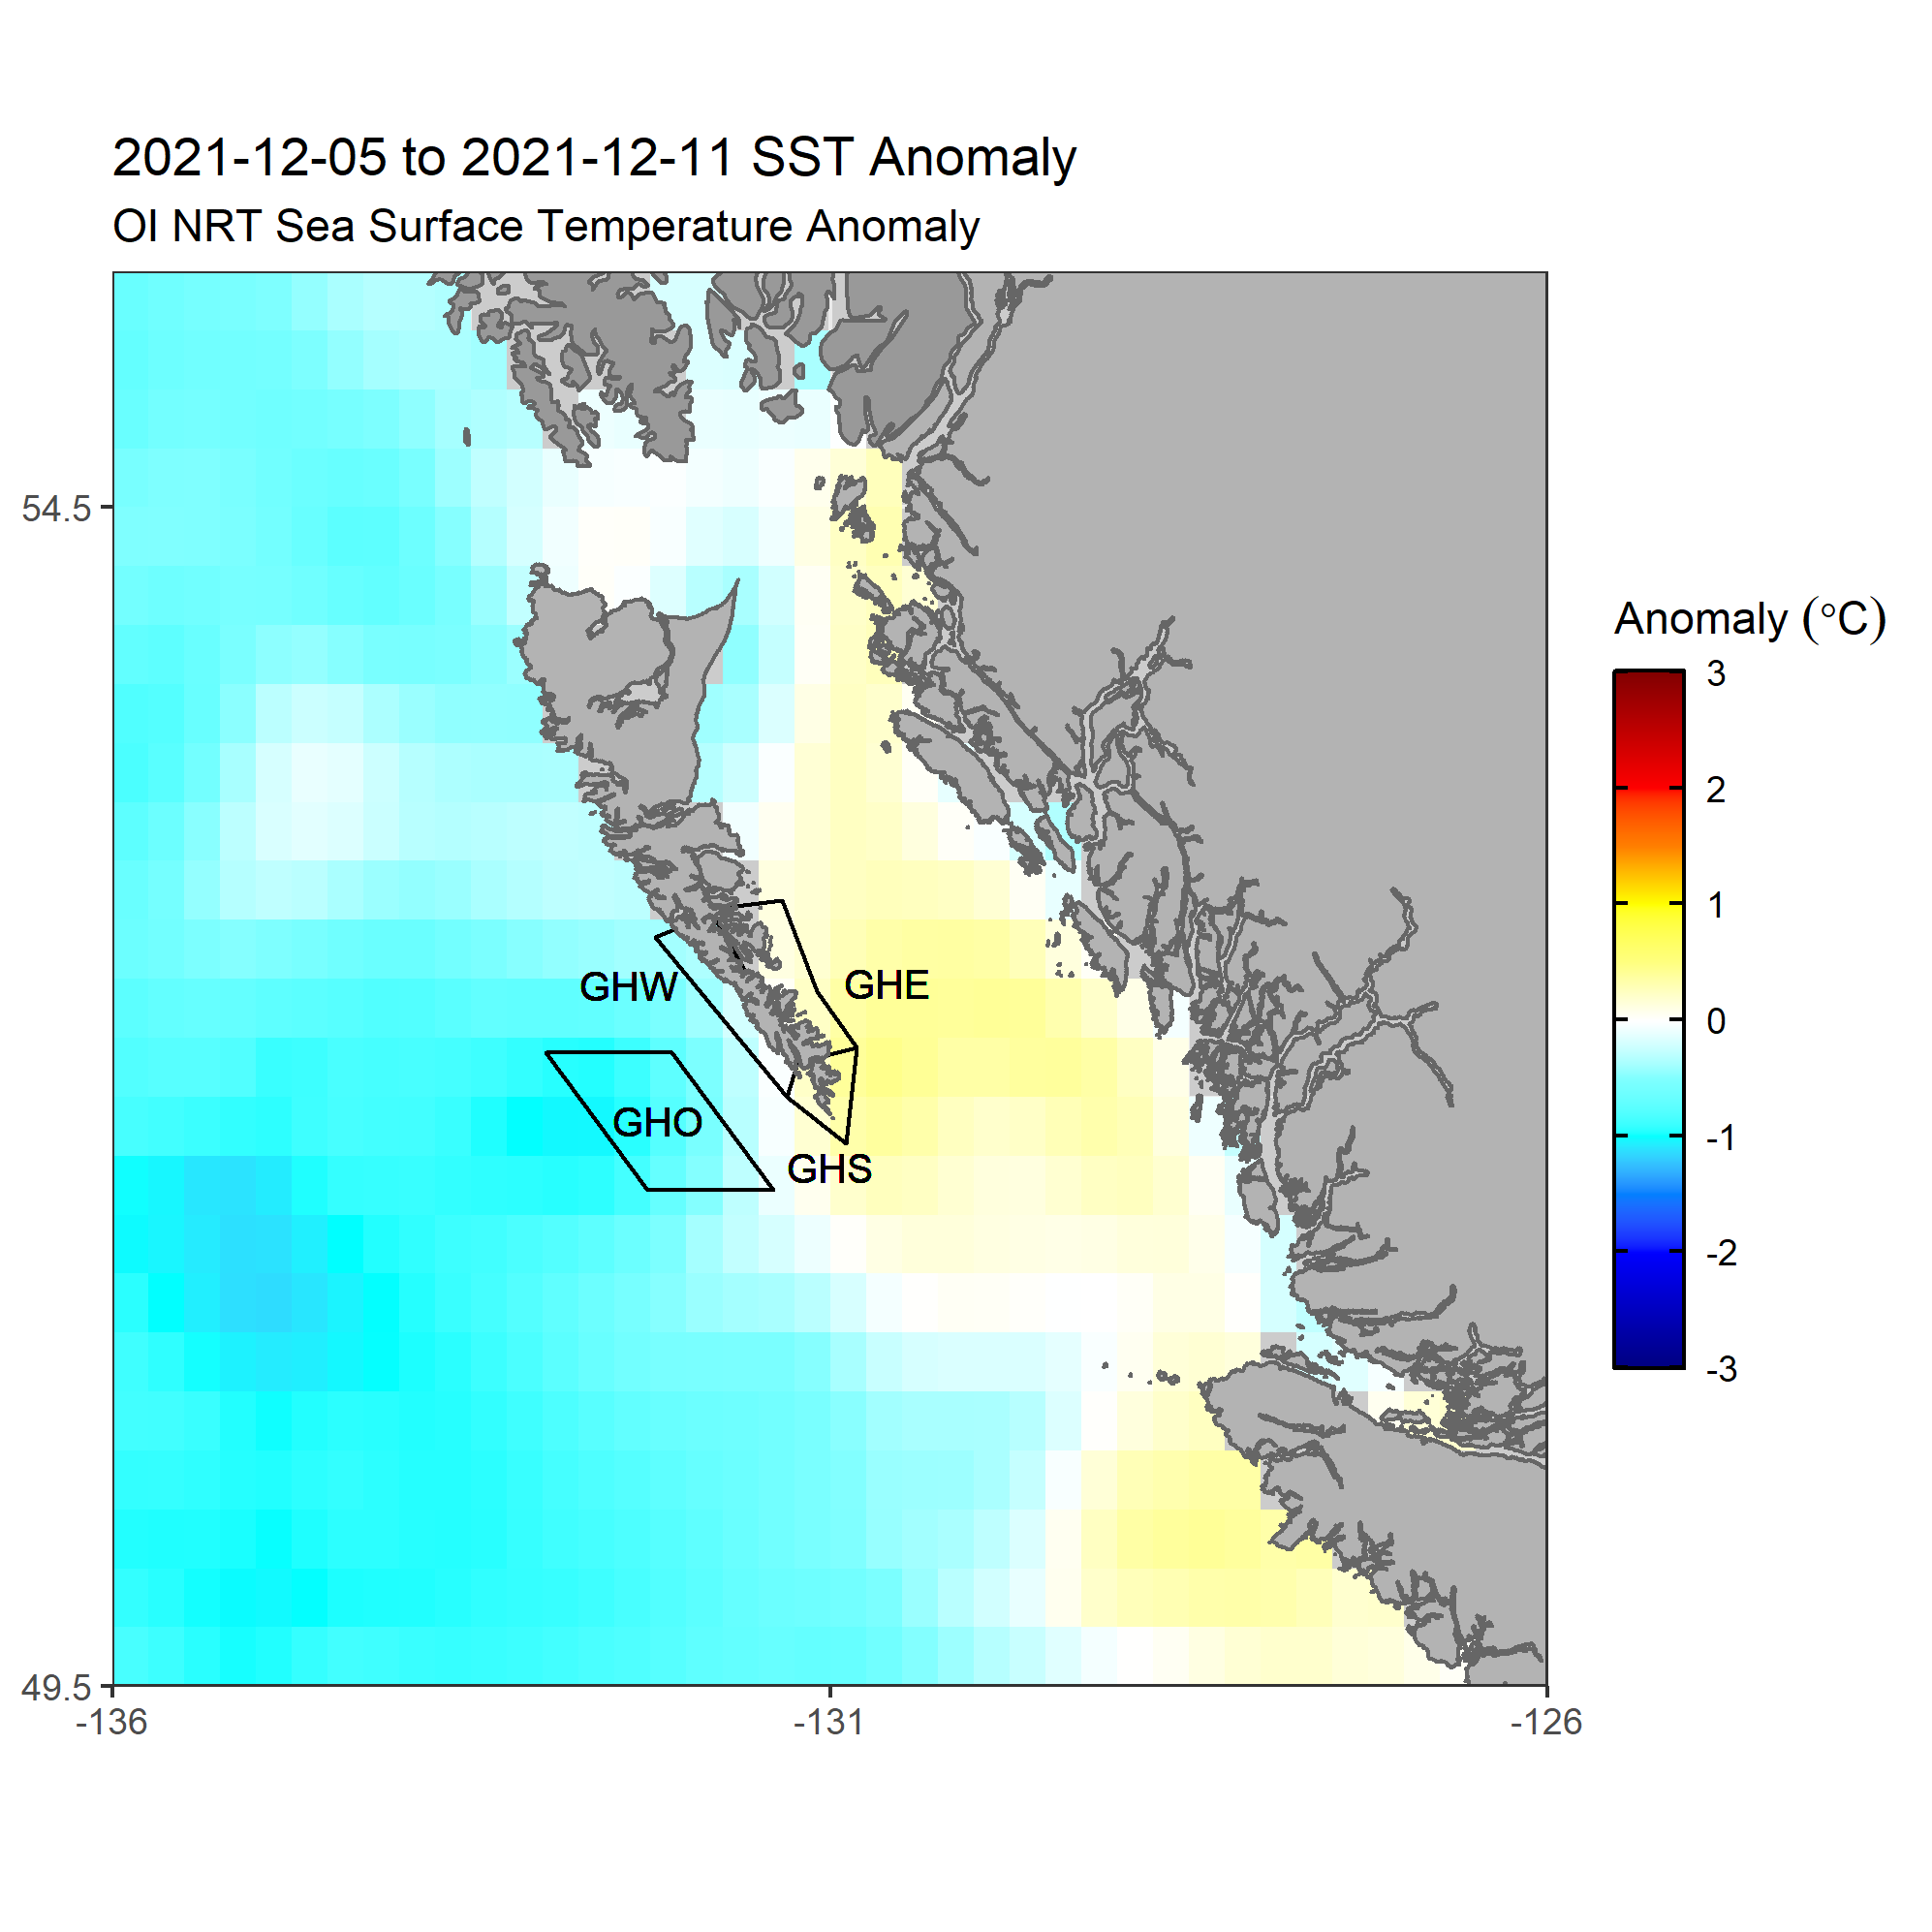 2021-12-05 to 2021-12-11 SST Anomaly
OI NRT Sea Surface Temperature Anomaly
54.5
49.5
-136
-131
-126
GHW
GHE
GHO
GHS
Anomaly (°C)
3
2
1
0
-1
-2
-3